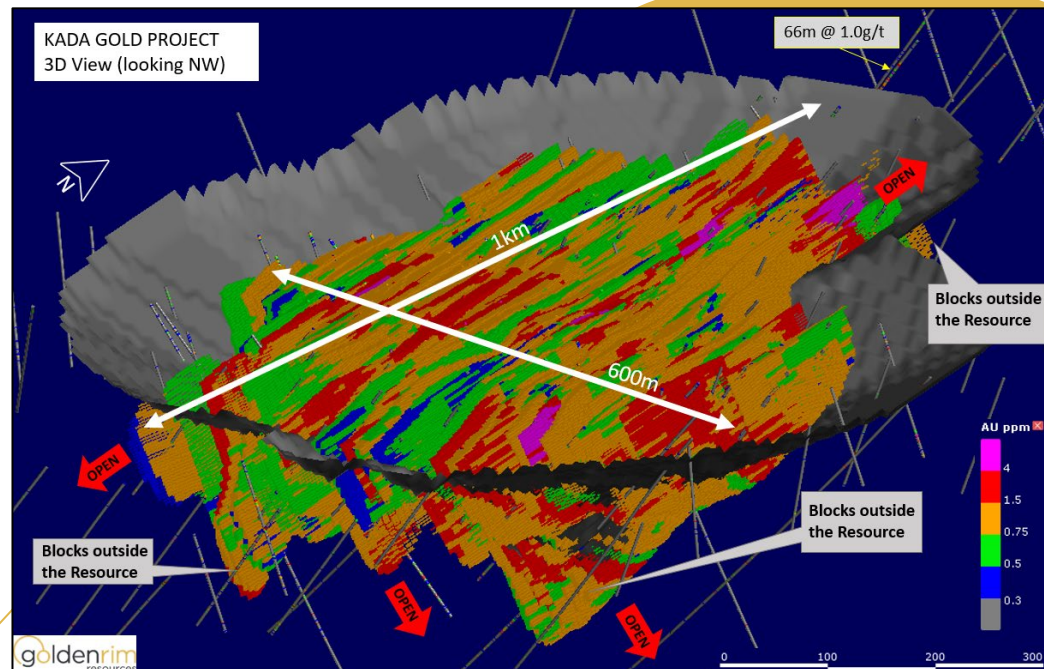 KADA GOLD PROJECT
3D View (looking NW)
66m @ 1.0g/t
N
OPEN
1km
600m
Blocks outside
the Resource
OPEN
Blocks outside
the Resource
Blocks outside
the Resource
OPEN
OPEN
AU ppm
4
1.5
0.75
0.5
0.3
goldenrim
resources
0 100 200 300